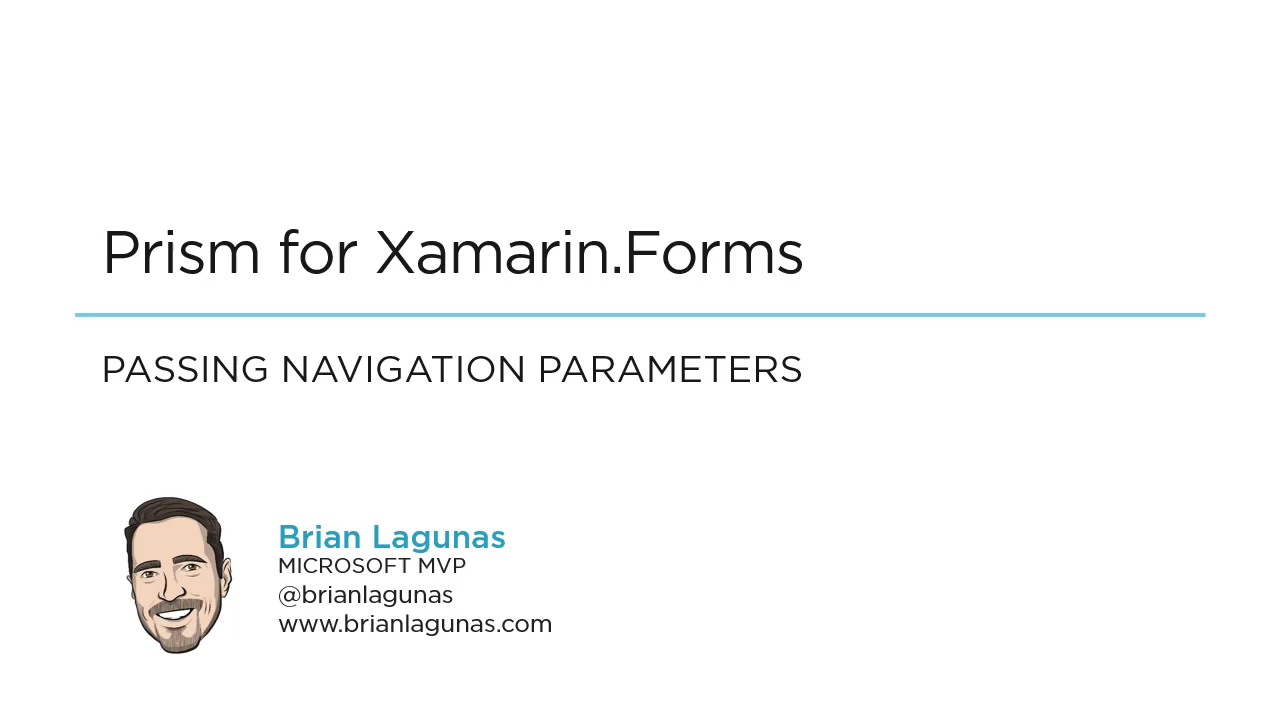 Prism for Xamarin.Forms
PASSING NAVIGATION PARAMETERS
Brian Lagunas
MICROSOFT MVP
@brianlagunas
www.brianlagunas.com